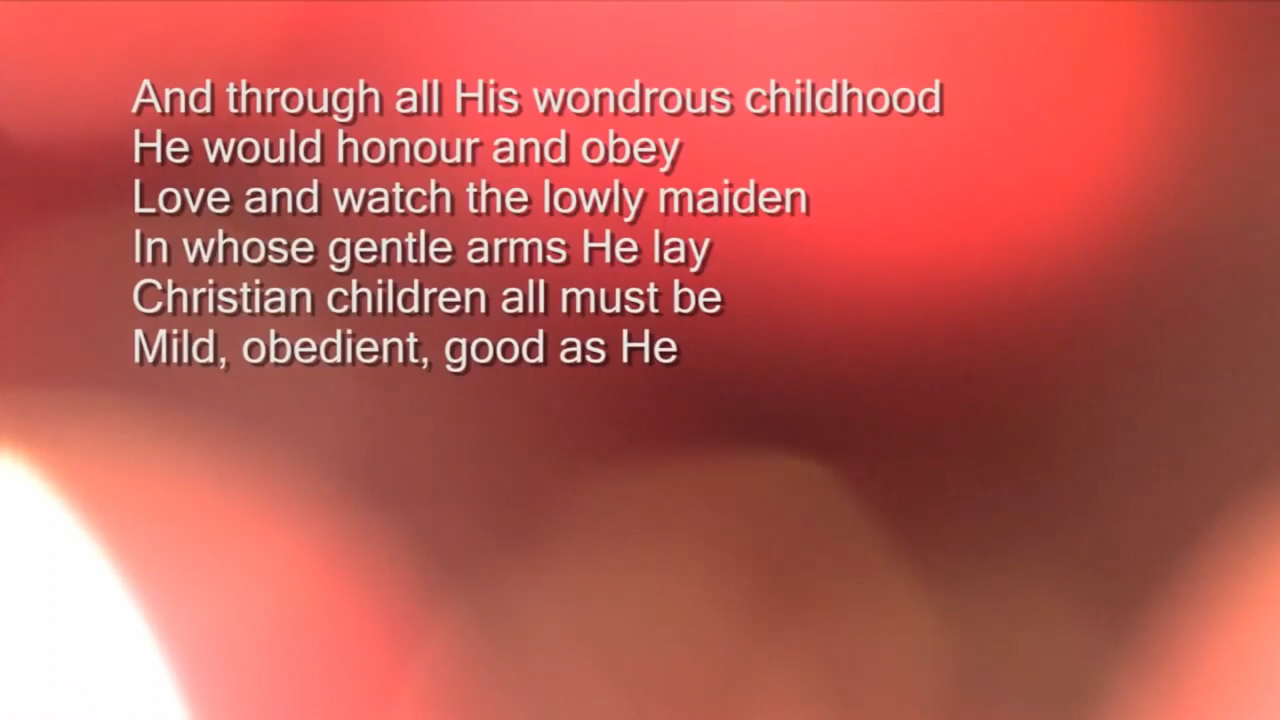 And through all His wondrous childhood
He would honour and obey
Love and watch the lowly maiden
In whose gentle arms He lay
Christian children all must be
Mild, obedient, good as He